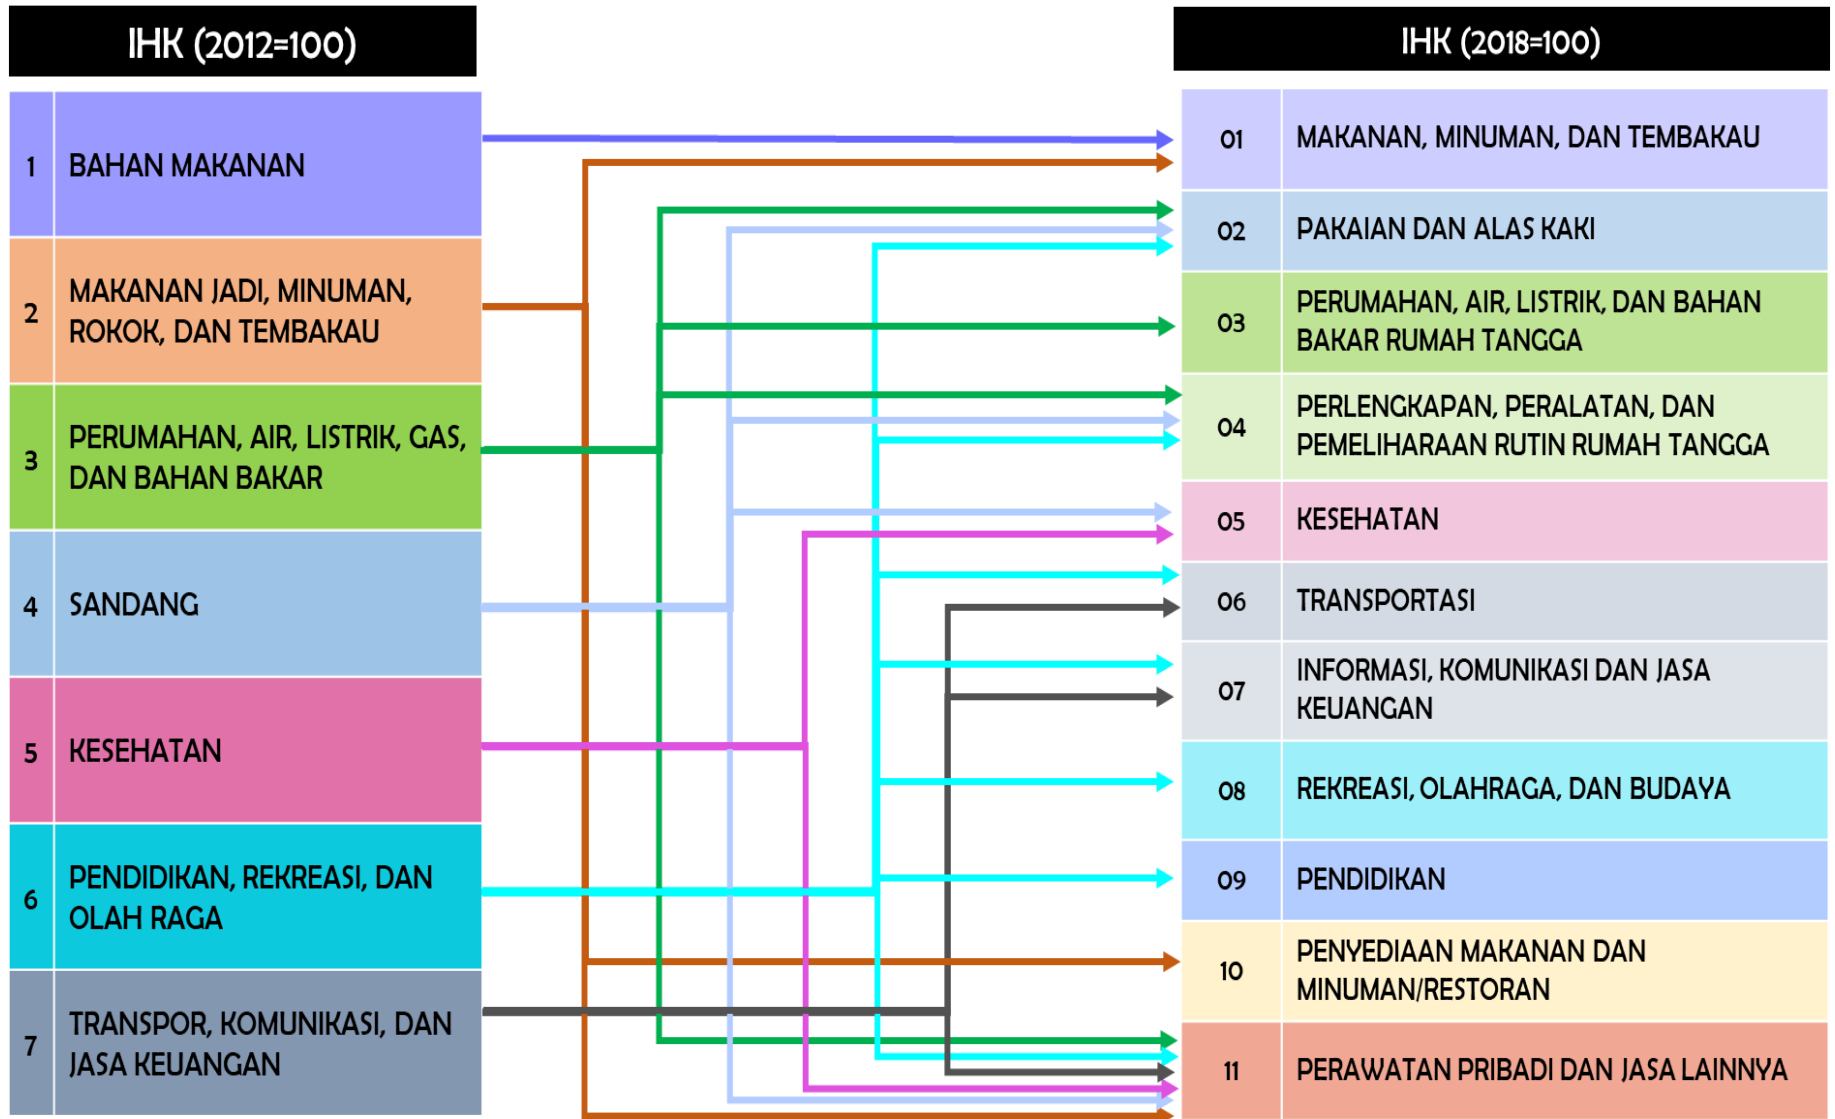 IHK (2012=100)
1
BAHAN MAKANAN
2
MAKANAN JADI, MINUMAN,
ROKOK, DAN TEMBAKAU
3
PERUMAHAN, AIR, LISTRIK, GAS,
DAN BAHAN BAKAR
4
SANDANG
5
KESEHATAN
6
PENDIDIKAN, REKREASI, DAN
OLAH RAGA
7
TRANSPOR, KOMUNIKASI, DAN
JASA KEUANGAN
IHK (2018=100)
01
MAKANAN, MINUMAN, DAN TEMBAKAU
02
PAKAIAN DAN ALAS KAKI
03
PERUMAHAN, AIR, LISTRIK, DAN BAHAN
BAKAR RUMAH TANGGA
04
PERLENGKAPAN, PERALATAN, DAN
PEMELIHARAAN RUTIN RUMAH TANGGA
05
KESEHATAN
06
TRANSPORTASI
07
INFORMASI, KOMUNIKASI DAN JASA
KEUANGAN
08
REKREASI, OLAHRAGA, DAN BUDAYA
09
PENDIDIKAN
10
PENYEDIAAN MAKANAN DAN
MINUMAN/RESTORAN
11
PERAWATAN PRIBADI DAN JASA LAINNYA